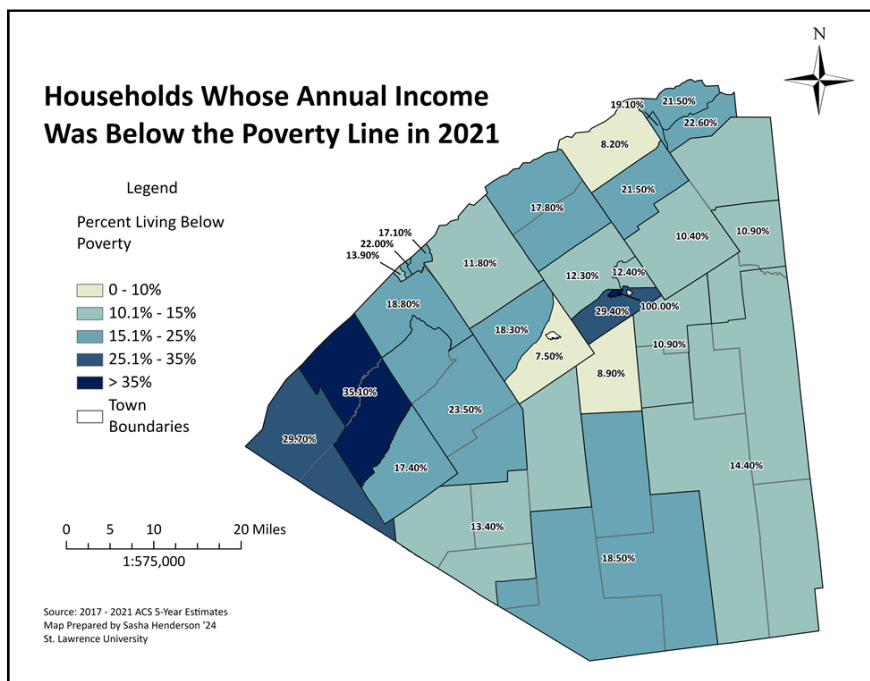 N
Households Whose Annual Income
Was Below the Poverty Line in 2021
Legend
Percent Living Below
Poverty
0 - 10%
10.1% - 15%
15.1% - 25%
25.1% - 35%
> 35%
Town
Boundaries
19.10%
21.50%
22.60%
8.20%
17.80%
21.50%
17.10%
22.00%
13.90%
11.80%
10.40%
10.90%
12.30%
12.40%
18.80%
29.40%
100.00%
18.30%
7.50%
10.90%
8.90%
35.10%
23.50%
29.70%
17.40%
14.40%
13.40%
18.50%
0 5 10 20 Miles
1:575,000
Source: 2017 - 2021 ACS 5-Year Estimates
Map Prepared by Sasha Henderson '24
St. Lawrence University